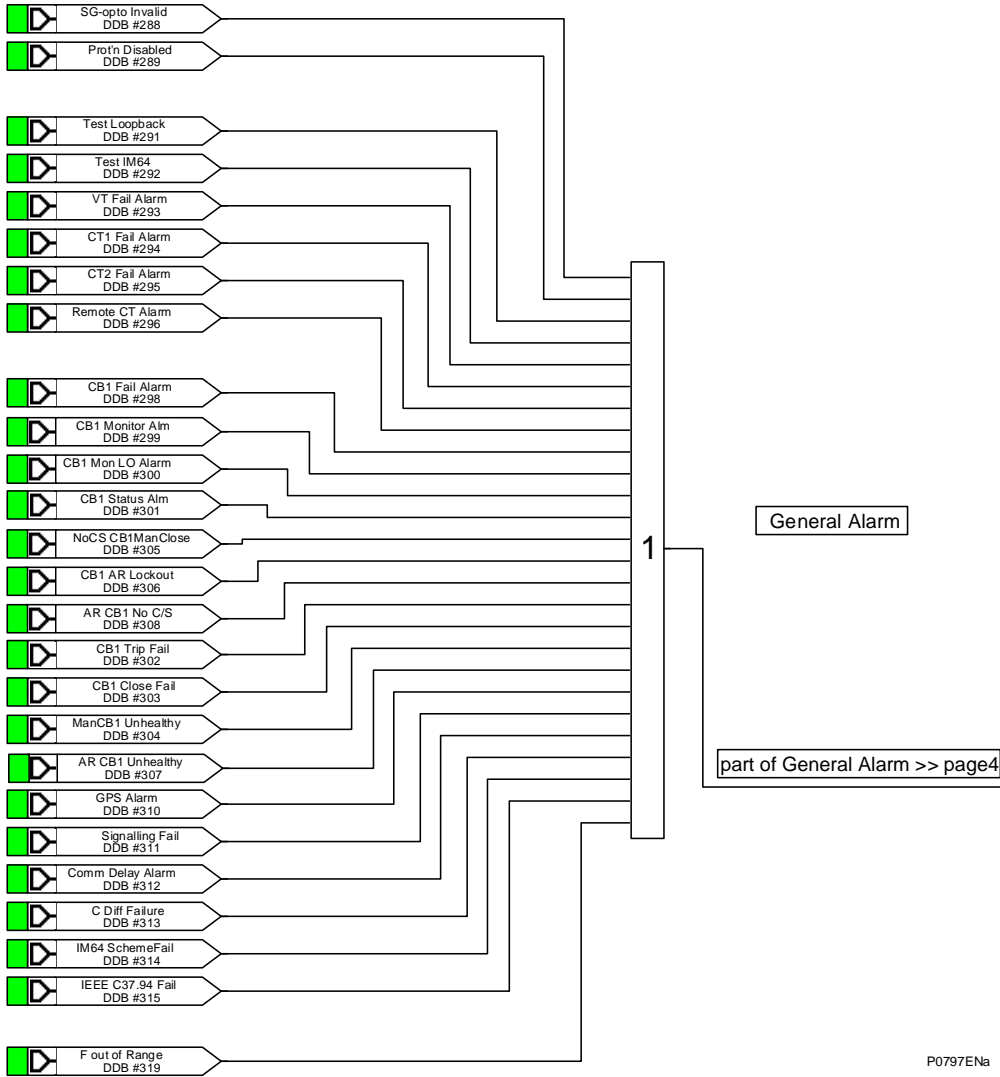 SG-opto Invalid
DDB #288
Prot'n Disabled
DDB #289
Test Loopback
DDB #291
Test IM64
DDB #292
VT Fail Alarm
DDB #293
CT1 Fail Alarm
DDB #294
CT2 Fail Alarm
DDB #295
Remote CT Alarm
DDB #296
CB1 Fail Alarm
DDB #298
CB1 Monitor Alm
DDB #299
CB1 Mon LO Alarm
DDB #300
CB1 Status Alm
DDB #301
NoCS CB1ManClose
DDB #305
CB1 AR Lockout
DDB #306
AR CB1 No C/S
DDB #308
CB1 Trip Fail
DDB #302
CB1 Close Fail
DDB #303
ManCB1 Unhealthy
DDB #304
AR CB1 Unhealthy
DDB #307
GPS Alarm
DDB #310
Signalling Fail
DDB #311
Comm Delay Alarm
DDB #312
C Diff Failure
DDB #313
IM64 SchemeFail
DDB #314
IEEE C37.94 Fail
DDB #315
F out of Range
DDB #319
1
General Alarm
part of General Alarm >> page4
P0797ENa